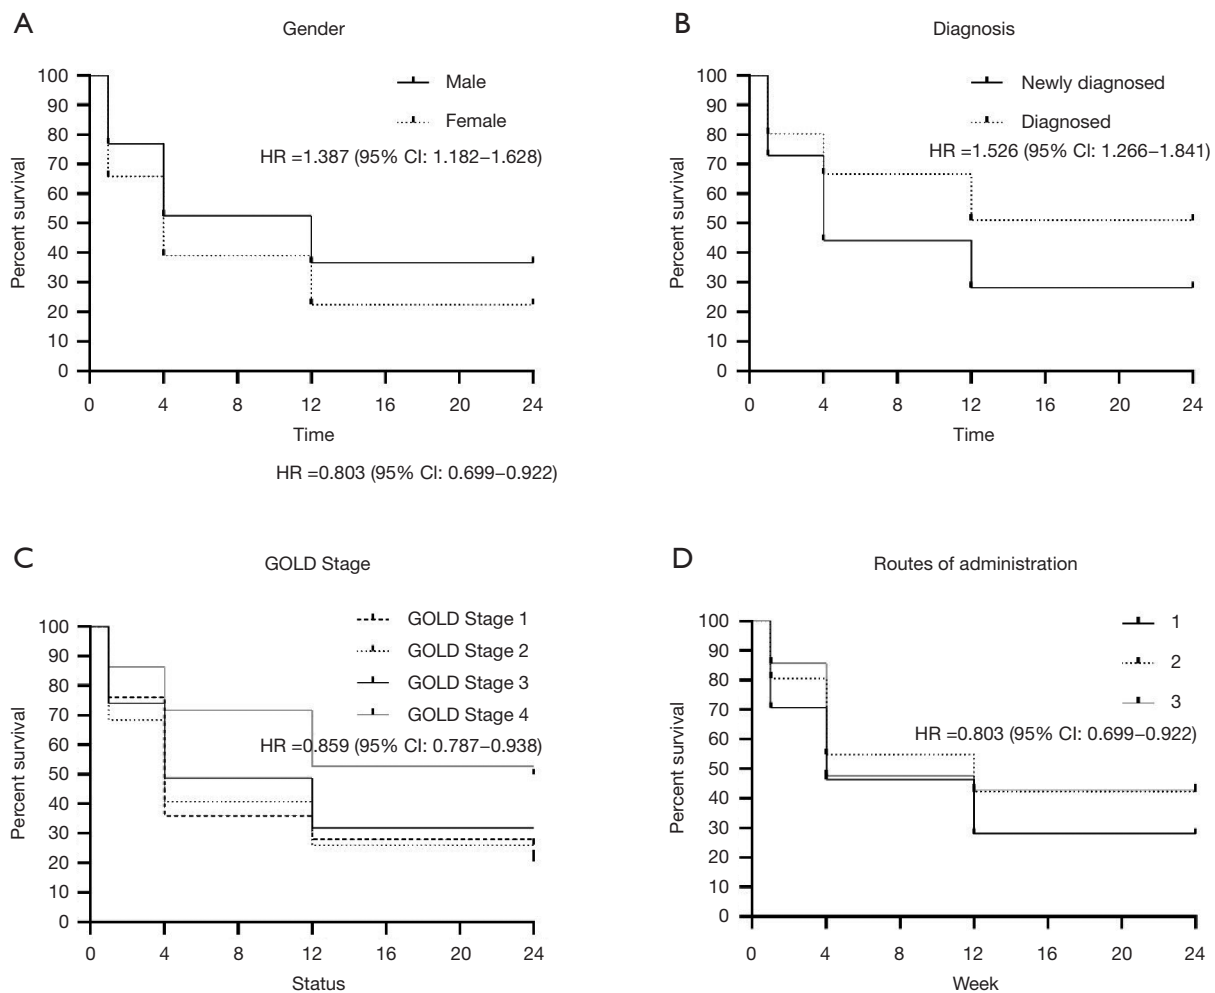 A
Gender
100
90
80
70
60
50
40
30
20
10
0
Percent survival
Male
Female
HR =1.387 (95% CI: 1.182–1.628)
0 4 8 12 16 20 24
Time
HR =0.803 (95% CI: 0.699–0.922)
B
Diagnosis
100
90
80
70
60
50
40
30
20
10
0
Percent survival
Newly diagnosed
Diagnosed
HR =1.526 (95% CI: 1.266–1.841)
0 4 8 12 16 20 24
Time
C
GOLD Stage
100
90
80
70
60
50
40
30
20
10
0
Percent survival
GOLD Stage 1
GOLD Stage 2
GOLD Stage 3
GOLD Stage 4
HR =0.859 (95% CI: 0.787–0.938)
0 4 8 12 16 20 24
Status
D
Routes of administration
100
90
80
70
60
50
40
30
20
10
0
Percent survival
1
2
3
HR =0.803 (95% CI: 0.699–0.922)
0 4 8 12 16 20 24
Week